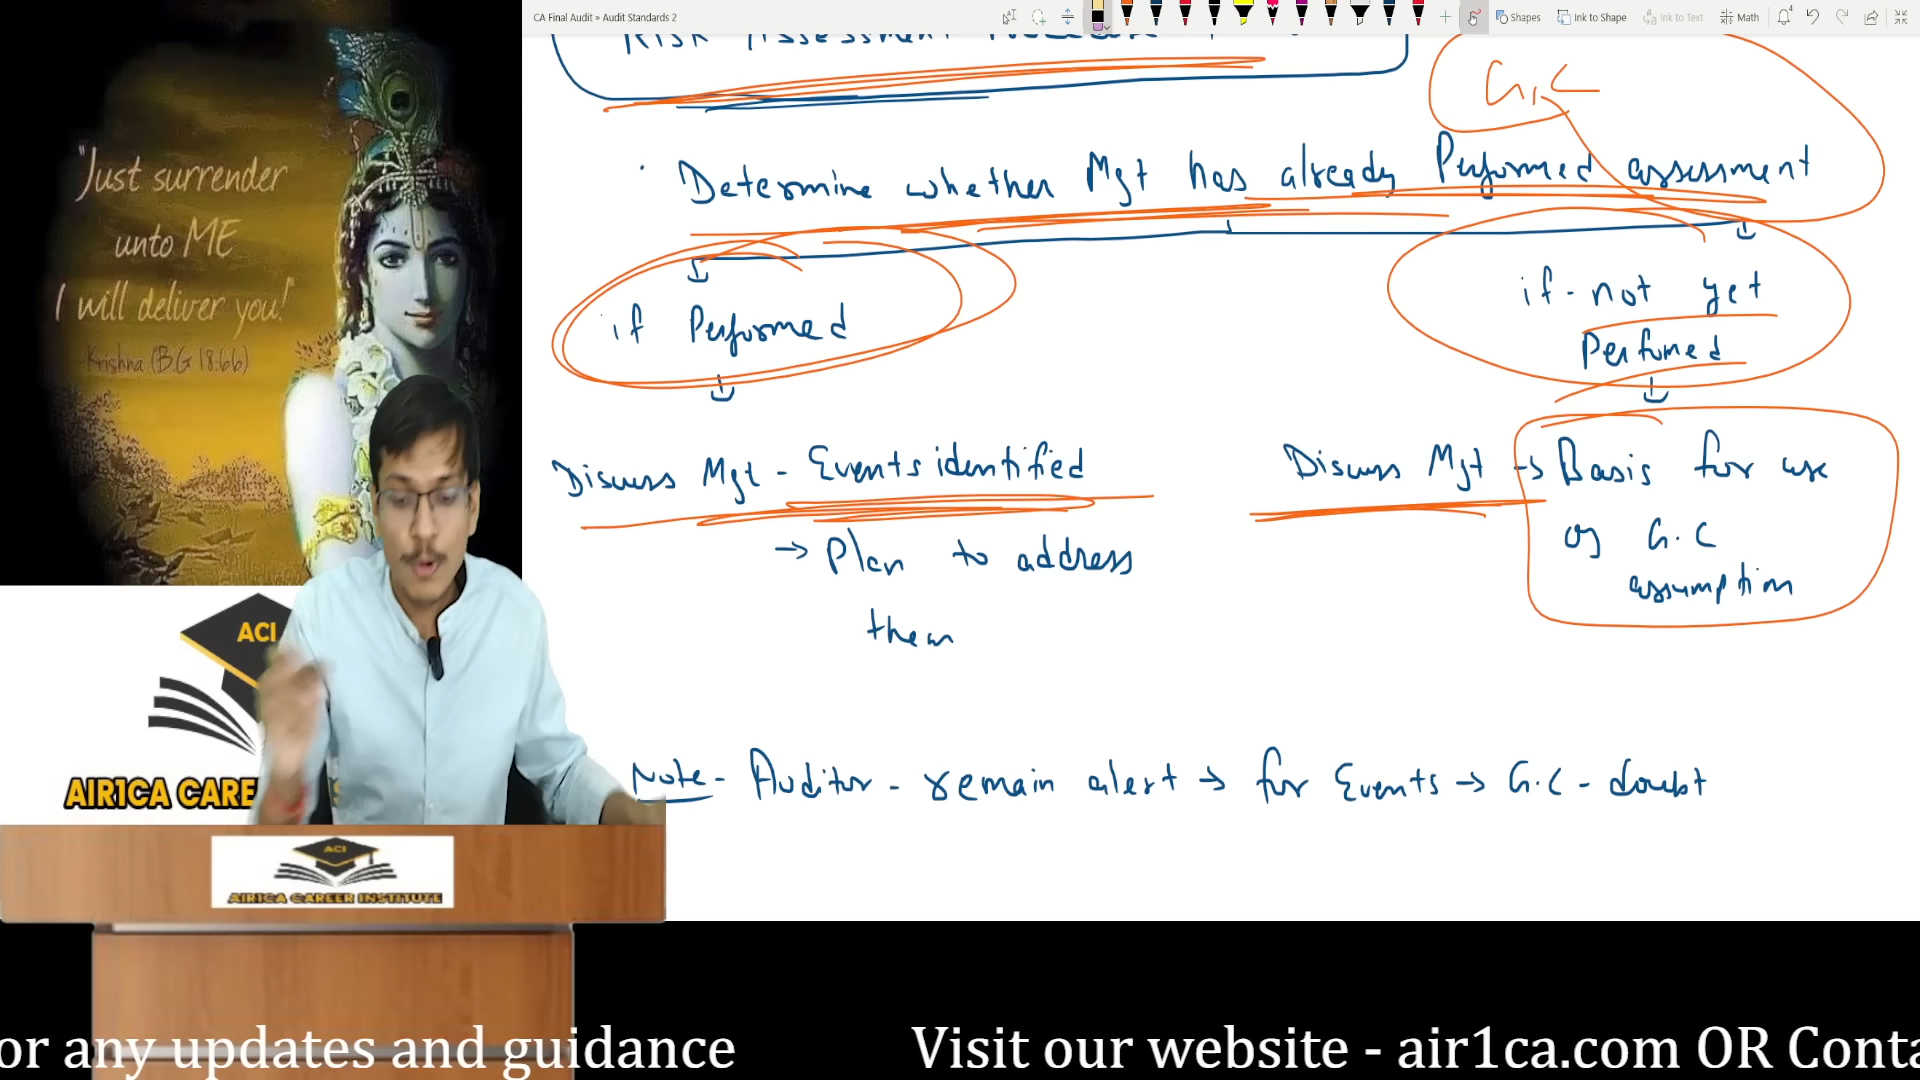 CA Final Audit » Audit Standards 2
Shapes
Ink to Shape
Ink to Text
Math
"Just surrender
unto ME
I will deliver you!"
Krishna (B.G 18.66)
Risk Assessment
G.C
Determine whether Mgt has already Performed assessment
if Performed
if not yet
Perfomed
Discuss Mgt - Events identified
→ Plan to address
them
Discuss Mgt → Basis for use
of G.C
assumption
Note - Auditor - remain alert → for Events → G.C - doubt
ACI
AIR1CA CARE
ACI
AIR1CA CAREER INSTITUTE
or any updates and guidance
Visit our website - air1ca.com OR Conta